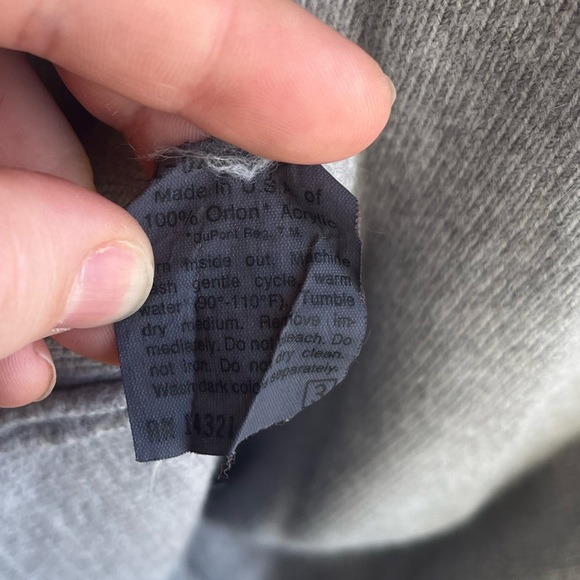 Made in U.S.A. of
100% Orlon* Acrylic
*DuPont Reg. T.M.
inside out. Machine
gentle cycle, warm
water (90°-110°F). Tumble
dry medium. Remove im-
mediately. Do not bleach. Do
not iron. Do not dry clean.
Wash dark colors separately.
3
RN 14321